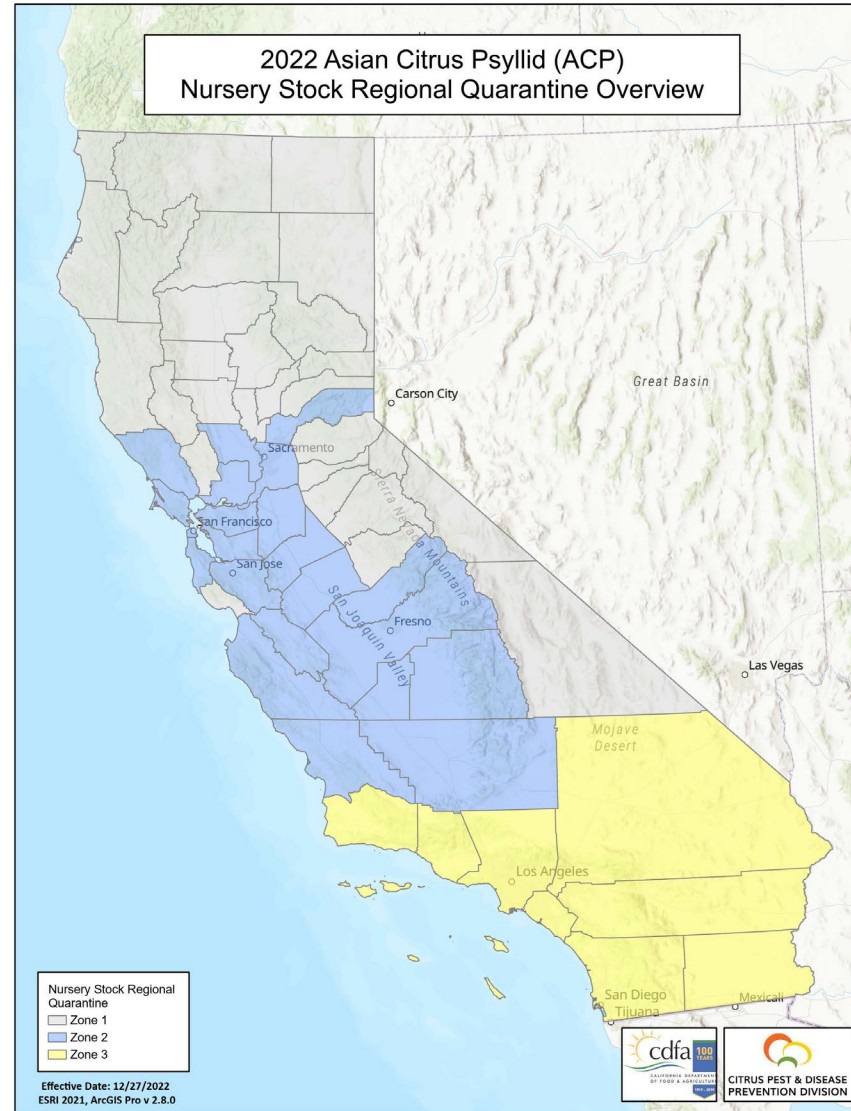 2022 Asian Citrus Psyllid (ACP)
Nursery Stock Regional Quarantine Overview
Carson City
Great Basin
Sacramento
Sierra Nevada Mountains
San Francisco
San Jose
San Joaquin Valley
Fresno
Las Vegas
Mojave
Desert
Los Angeles
San Diego
Tijuana
Mexicali
Nursery Stock Regional
Quarantine
Zone 1
Zone 2
Zone 3
Effective Date: 12/27/2022
ESRI 2021, ArcGIS Pro v 2.8.0
cdfa
100
YEARS
CALIFORNIA DEPARTMENT
OF FOOD & AGRICULTURE
CITRUS PEST & DISEASE
PREVENTION DIVISION